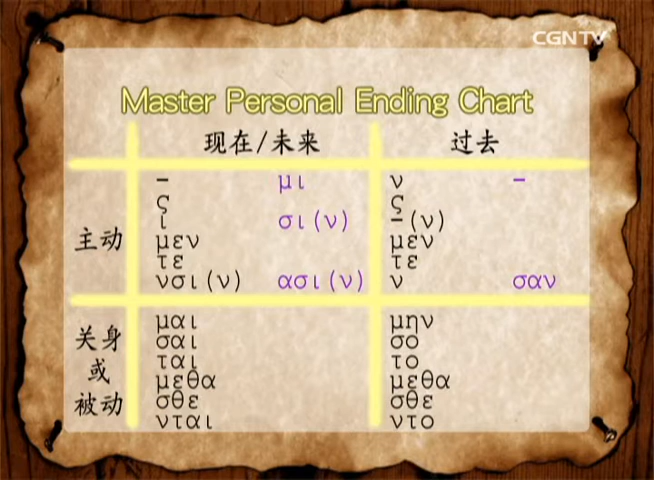 CGNTV
Master Personal Ending Chart
现在/未来 过去
主动
- μι ν -
ς ς
ι σι(ν) -(ν)
μεν μεν
τε τε
νσι(ν) ασι(ν) ν σαν
关身
或
被动
μαι μην
σαι σο
ται το
μεθα μεθα
σθε σθε
νται ντο